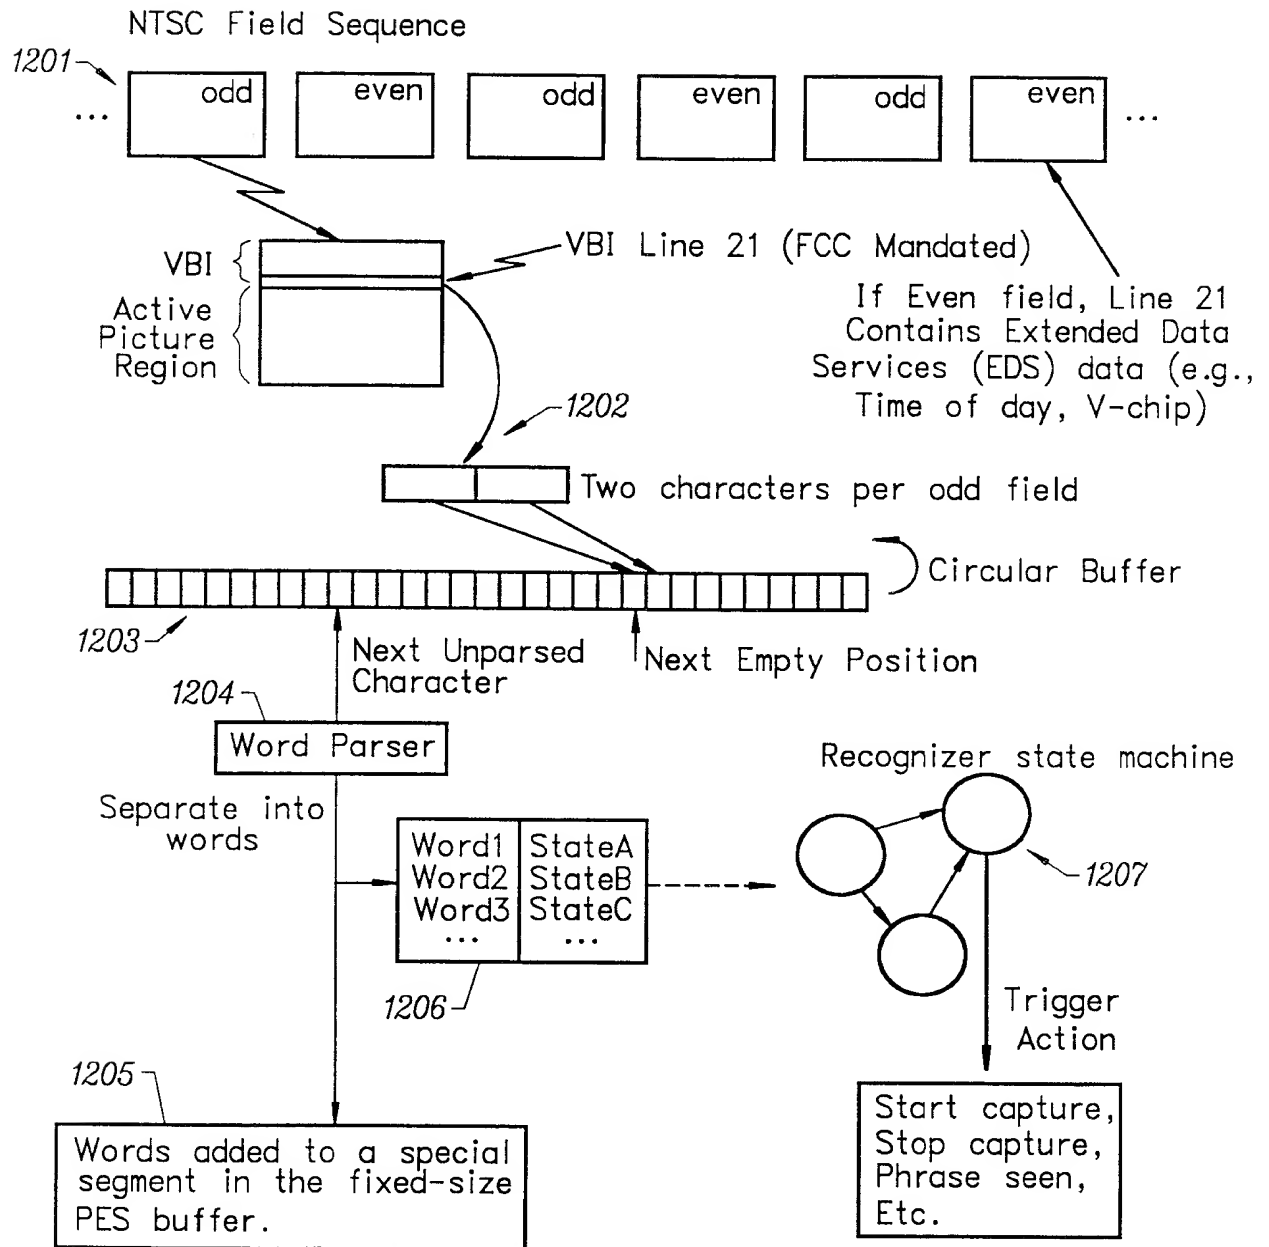 NTSC Field Sequence
1201
... odd even odd even odd even ...
VBI
VBI Line 21 (FCC Mandated)
Active
Picture
Region
If Even field, Line 21
Contains Extended Data
Services (EDS) data (e.g.,
Time of day, V-chip)
1202
Two characters per odd field
Circular Buffer
1203
Next Unparsed
Character
Next Empty Position
1204
Word Parser
Separate into
words
Word1 StateA
Word2 StateB
Word3 StateC
... ...
1206
Recognizer state machine
1207
Trigger
Action
1205
Words added to a special
segment in the fixed-size
PES buffer.
Start capture,
Stop capture,
Phrase seen,
Etc.